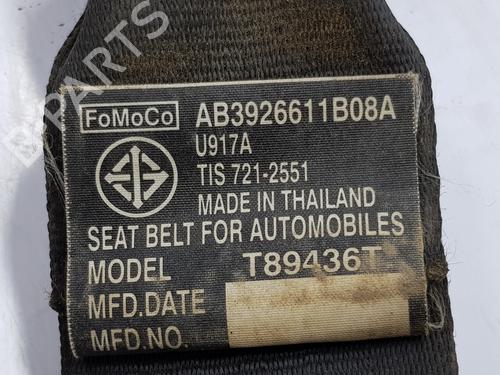 FoMoCo AB3926611B08A
U917A
TIS 721-2551
MADE IN THAILAND
SEAT BELT FOR AUTOMOBILES
MODEL T89436T
MFD.DATE
MFD.NO.